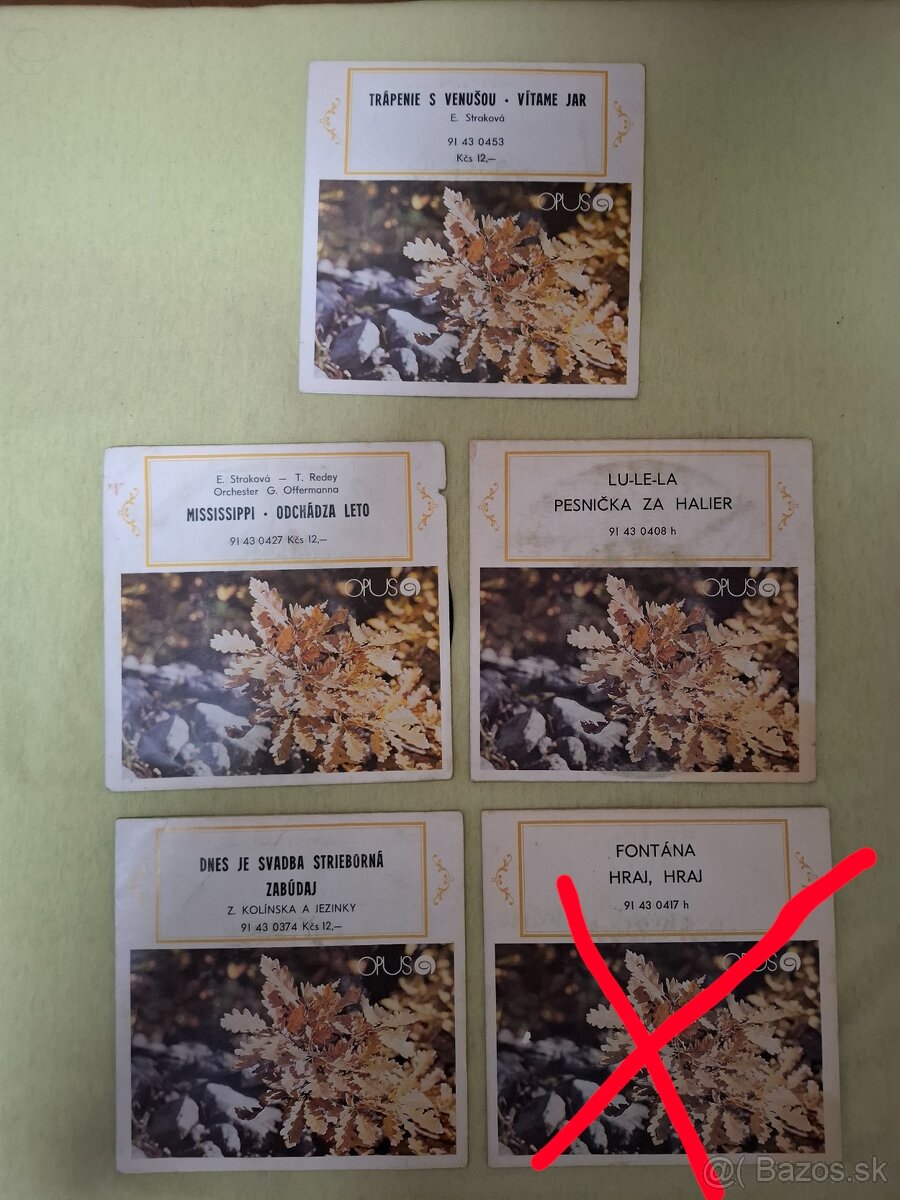 TRÁPENIE S VENUŠOU • VÍTAME JAR
E. Straková
91 43 0453
Kčs 12,—
OPUS
E. Straková — T. Redey
Orchester G. Offermanna
MISSISSIPPI • ODCHÁDZA LETO
91 43 0427 Kčs 12,—
OPUS
LU-LE-LA
PESNIČKA ZA HALIER
91 43 0408 h
OPUS
DNES JE SVADBA STRIEBORNÁ
ZABÚDAJ
Z. KOLÍNSKA A JEZINKY
91 43 0374 Kčs 12,—
OPUS
FONTÁNA
HRAJ, HRAJ
91 43 0417 h
OPUS
@( Bazos.sk